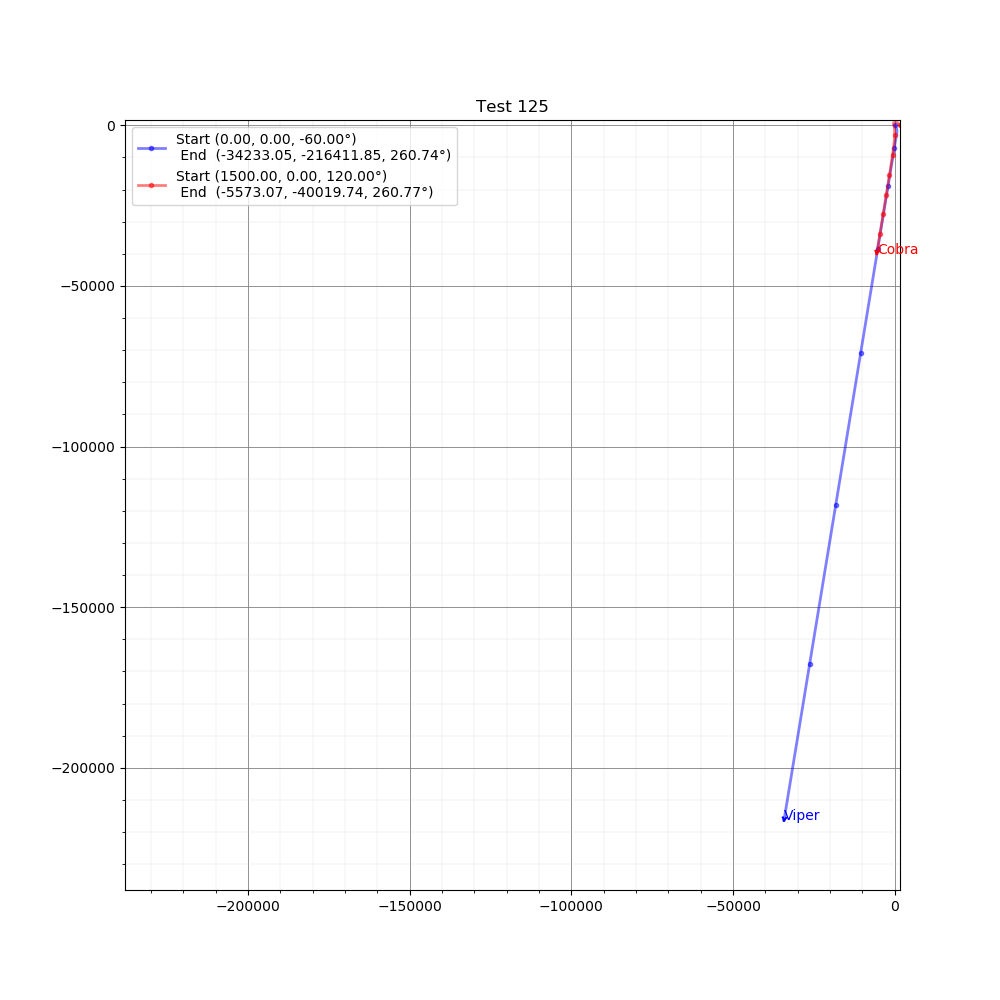 Test 125
Start (0.00, 0.00, -60.00°)
End (-34233.05, -216411.85, 260.74°)
Start (1500.00, 0.00, 120.00°)
End (-5573.07, -40019.74, 260.77°)
0
−50000
−100000
−150000
−200000
Cobra
Viper
−200000
−150000
−100000
−50000
0